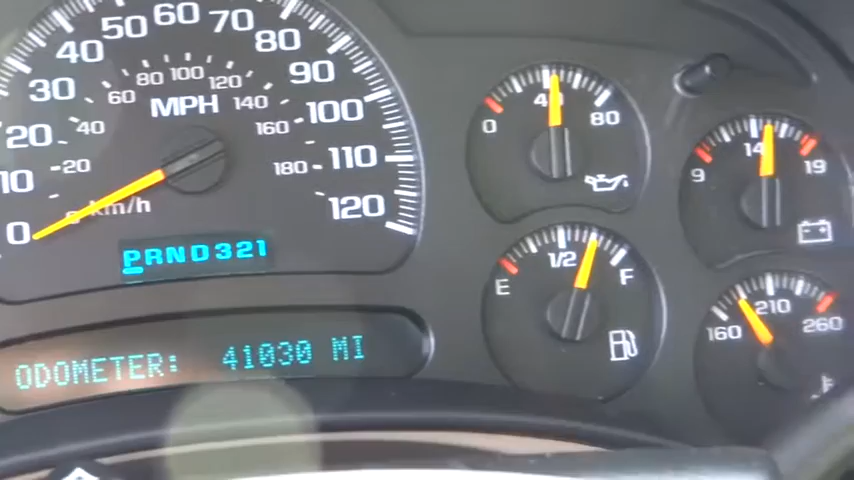 0 10 20 30 40 50 60 70 80 90 100 110 120
20 40 60 80 100 120 140 160 180
MPH
km/h
PRND321
ODOMETER: 41030 MI
0 40 80
9 14 19
E 1/2 F
160 210 260